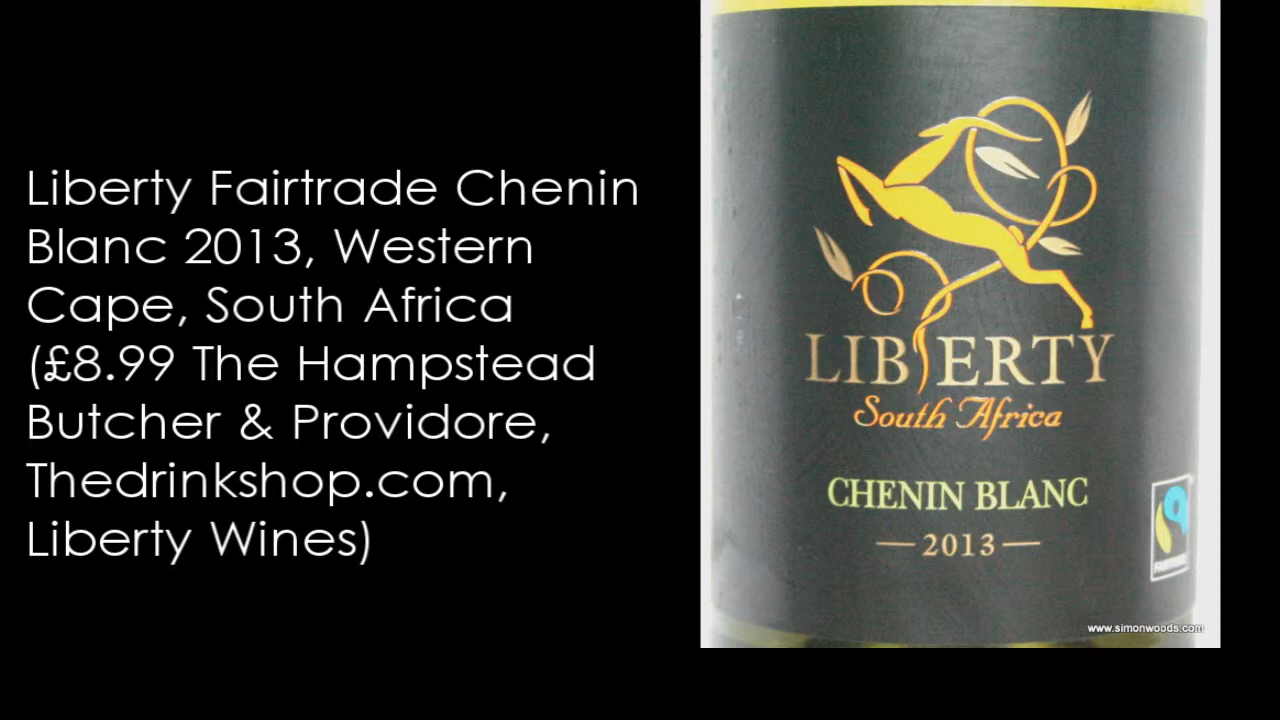 Liberty Fairtrade Chenin
Blanc 2013, Western
Cape, South Africa
(£8.99 The Hampstead
Butcher & Providore,
Thedrinkshop.com,
Liberty Wines)
LIBERTY
South Africa
CHENIN BLANC
2013
FAIRTRADE
www.simonwoods.com